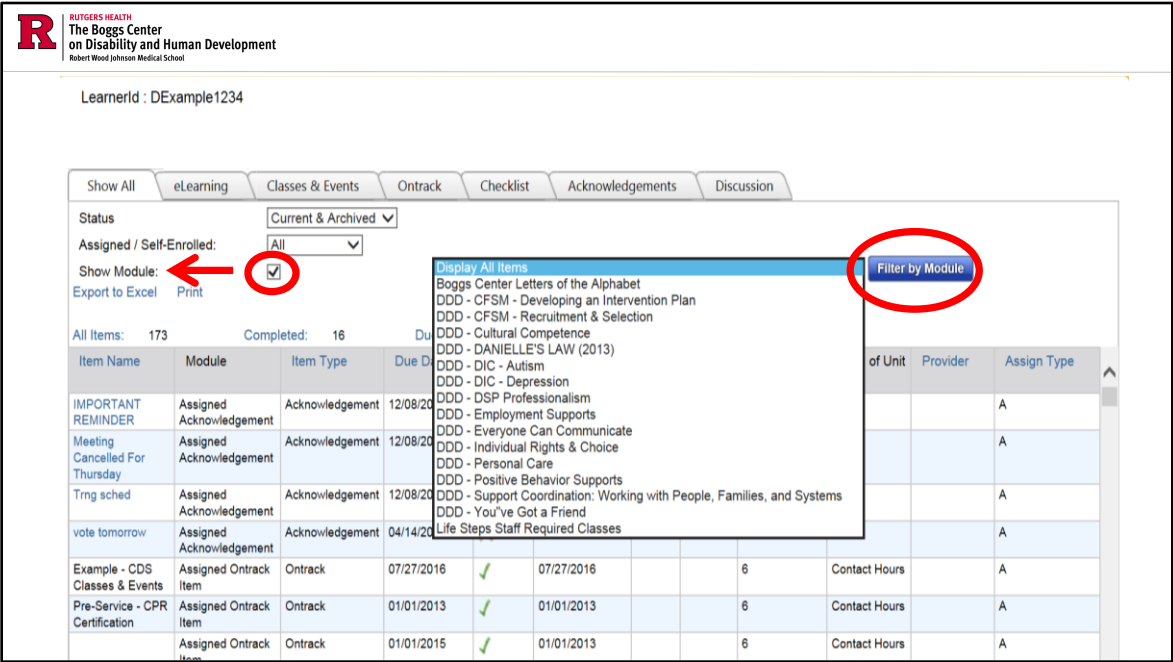 RUTGERS HEALTH
The Boggs Center
on Disability and Human Development
Robert Wood Johnson Medical School
LearnerId : DExample1234
Show All eLearning Classes & Events Ontrack Checklist Acknowledgements Discussion
Status Current & Archived
Assigned / Self-Enrolled: All
Show Module:
Filter by Module
Export to Excel Print
Display All Items
Boggs Center Letters of the Alphabet
DDD - CFSM - Developing an Intervention Plan
DDD - CFSM - Recruitment & Selection
DDD - Cultural Competence
DDD - DANIELLE'S LAW (2013)
DDD - DIC - Autism
DDD - DIC - Depression
DDD - DSP Professionalism
DDD - Employment Supports
DDD - Everyone Can Communicate
DDD - Individual Rights & Choice
DDD - Personal Care
DDD - Positive Behavior Supports
DDD - Support Coordination: Working with People, Families, and Systems
DDD - You"ve Got a Friend
Life Steps Staff Required Classes
All Items: 173 Completed: 16 Du
Item Name Module Item Type Due Da of Unit Provider Assign Type
IMPORTANT Assigned Acknowledgement 12/08/20 A
REMINDER Acknowledgement
Meeting Assigned Acknowledgement 12/08/20 A
Cancelled For Acknowledgement
Thursday
Trng sched Assigned Acknowledgement 12/08/20 A
Acknowledgement
vote tomorrow Assigned Acknowledgement 04/14/20 A
Acknowledgement
Example - CDS Assigned Ontrack Ontrack 07/27/2016 07/27/2016 6 Contact Hours A
Classes & Events Item
Pre-Service - CPR Assigned Ontrack Ontrack 01/01/2013 01/01/2013 6 Contact Hours A
Certification Item
Assigned Ontrack Ontrack 01/01/2015 01/01/2013 6 Contact Hours A
Item